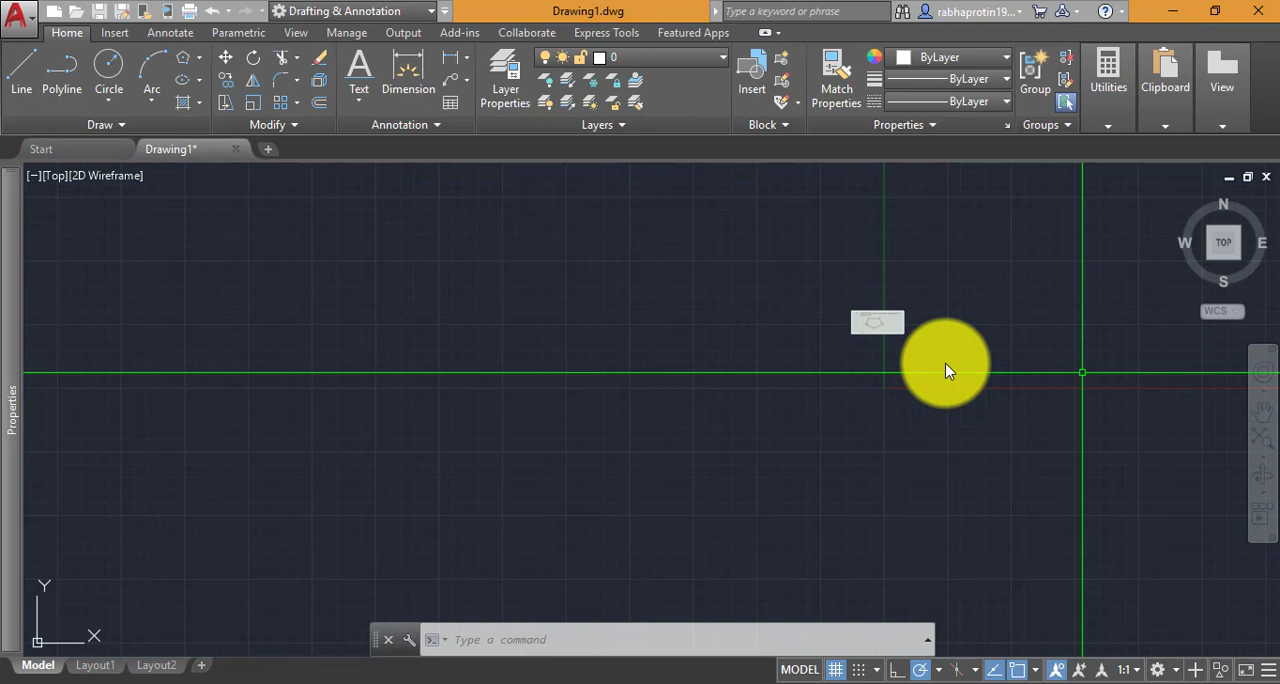 Drafting & Annotation
Drawing1.dwg
Type a keyword or phrase
rabhaprotin19...
Home
Insert
Annotate
Parametric
View
Manage
Output
Add-ins
Collaborate
Express Tools
Featured Apps
Line
Polyline
Circle
Arc
Text
Dimension
Layer
Properties
0
Insert
Match
Properties
ByLayer
ByLayer
ByLayer
Group
Utilities
Clipboard
View
Draw
Modify
Annotation
Layers
Block
Properties
Groups
Start
Drawing1*
[−][Top][2D Wireframe]
N
W
TOP
E
S
WCS
Properties
Y
X
Type a command
Model
Layout1
Layout2
MODEL
1:1